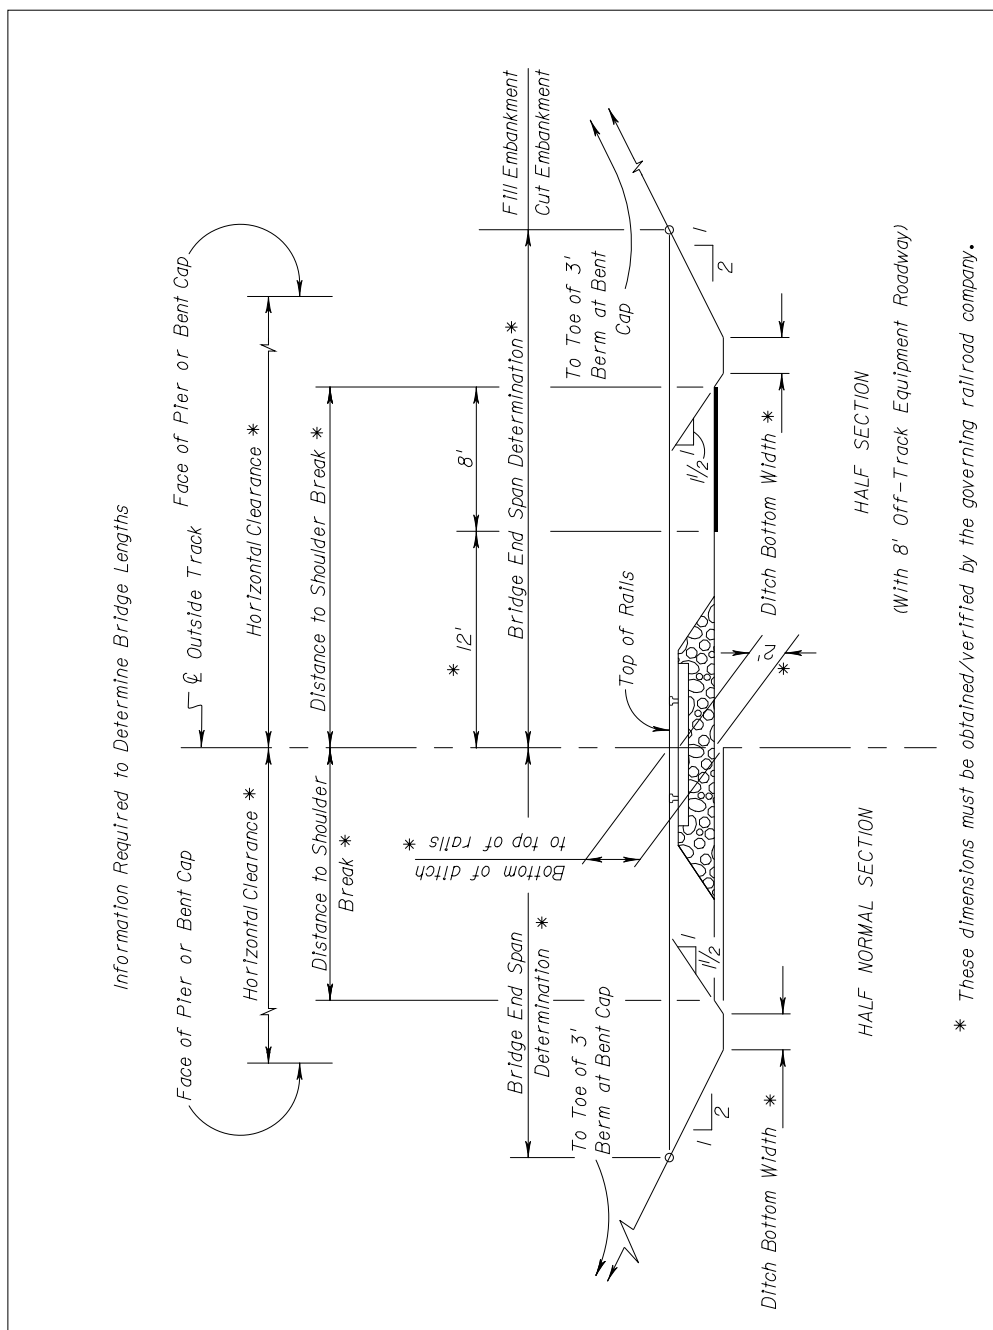 Information Required to Determine Bridge Lengths
Face of Pier or Bent Cap
℄ Outside Track
Face of Pier or Bent Cap
Horizontal Clearance *
Horizontal Clearance *
Distance to Shoulder
Break *
Distance to Shoulder Break *
* 12'
8'
Bottom of ditch
to top of rails *
Bridge End Span
Determination *
Bridge End Span Determination *
Fill Embankment
Cut Embankment
To Toe of 3'
Berm at Bent Cap
Top of Rails
To Toe of 3'
Berm at Bent
Cap
1
2
1
1 1/2
1
1 1/2
1
2
2'
*
Ditch Bottom Width *
Ditch Bottom Width *
HALF NORMAL SECTION
HALF SECTION
(With 8' Off-Track Equipment Roadway)
* These dimensions must be obtained/verified by the governing railroad company.